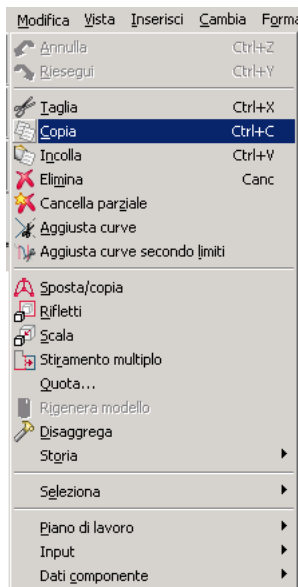 Modifica Vista Inserisci Cambia Forma
Annulla Ctrl+Z
Riesegui Ctrl+Y
Taglia Ctrl+X
Copia Ctrl+C
Incolla Ctrl+V
Elimina Canc
Cancella parziale
Aggiusta curve
Aggiusta curve secondo limiti
Sposta/copia
Rifletti
Scala
Stiramento multiplo
Quota...
Rigenera modello
Disaggrega
Storia
Seleziona
Piano di lavoro
Input
Dati componente